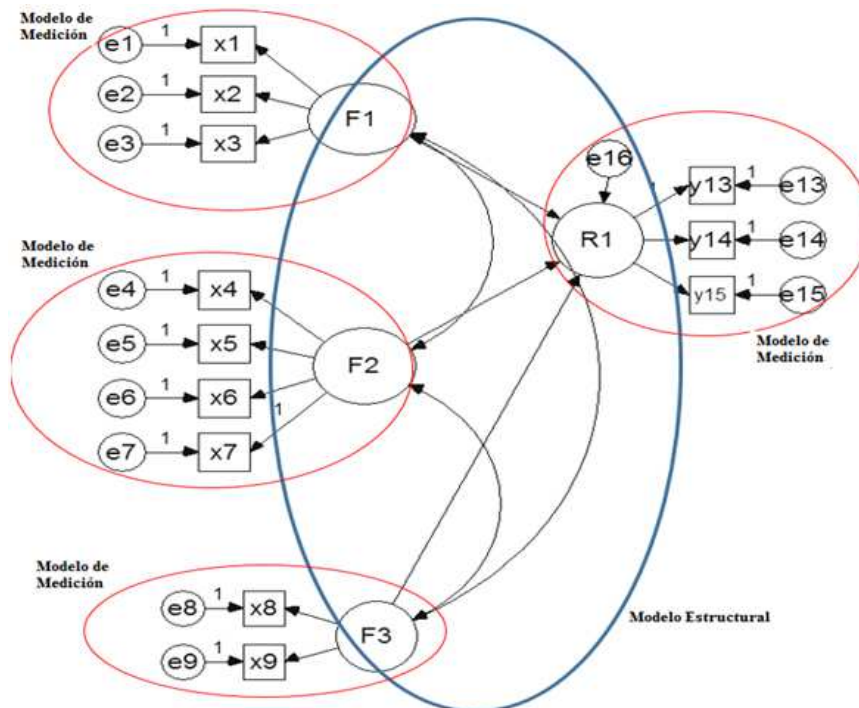 Modelo de
Medición
e1 1 x1
e2 1 x2
e3 1 x3
F1
e16
1
y13 1 e13
R1
y14 1 e14
y15 1 e15
Modelo de
Medición
Modelo de
Medición
e4 1 x4
e5 1 x5
F2
e6 1 x6
1
e7 1 x7
Modelo de
Medición
e8 1 x8
F3
e9 1 x9
Modelo Estructural